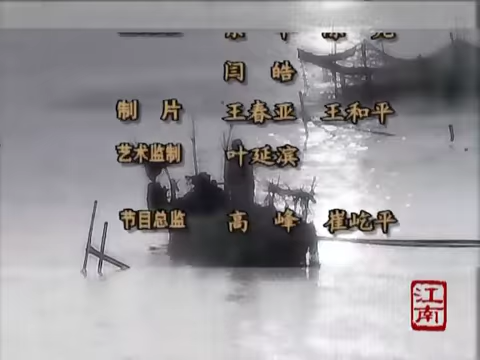 闫 皓
制 片 王春亚 王和平
艺术监制 叶延滨
节目总监 高 峰 崔屹平
江南